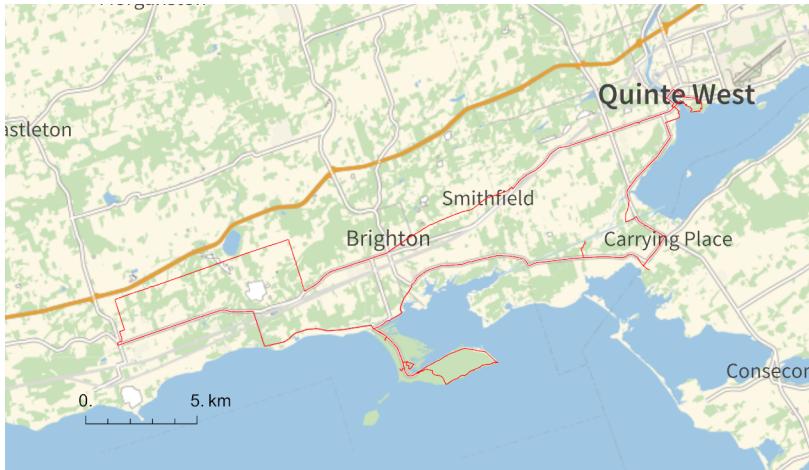 Quinte West
astleton
Smithfield
Brighton
Carrying Place
Consecon
0. 5. km